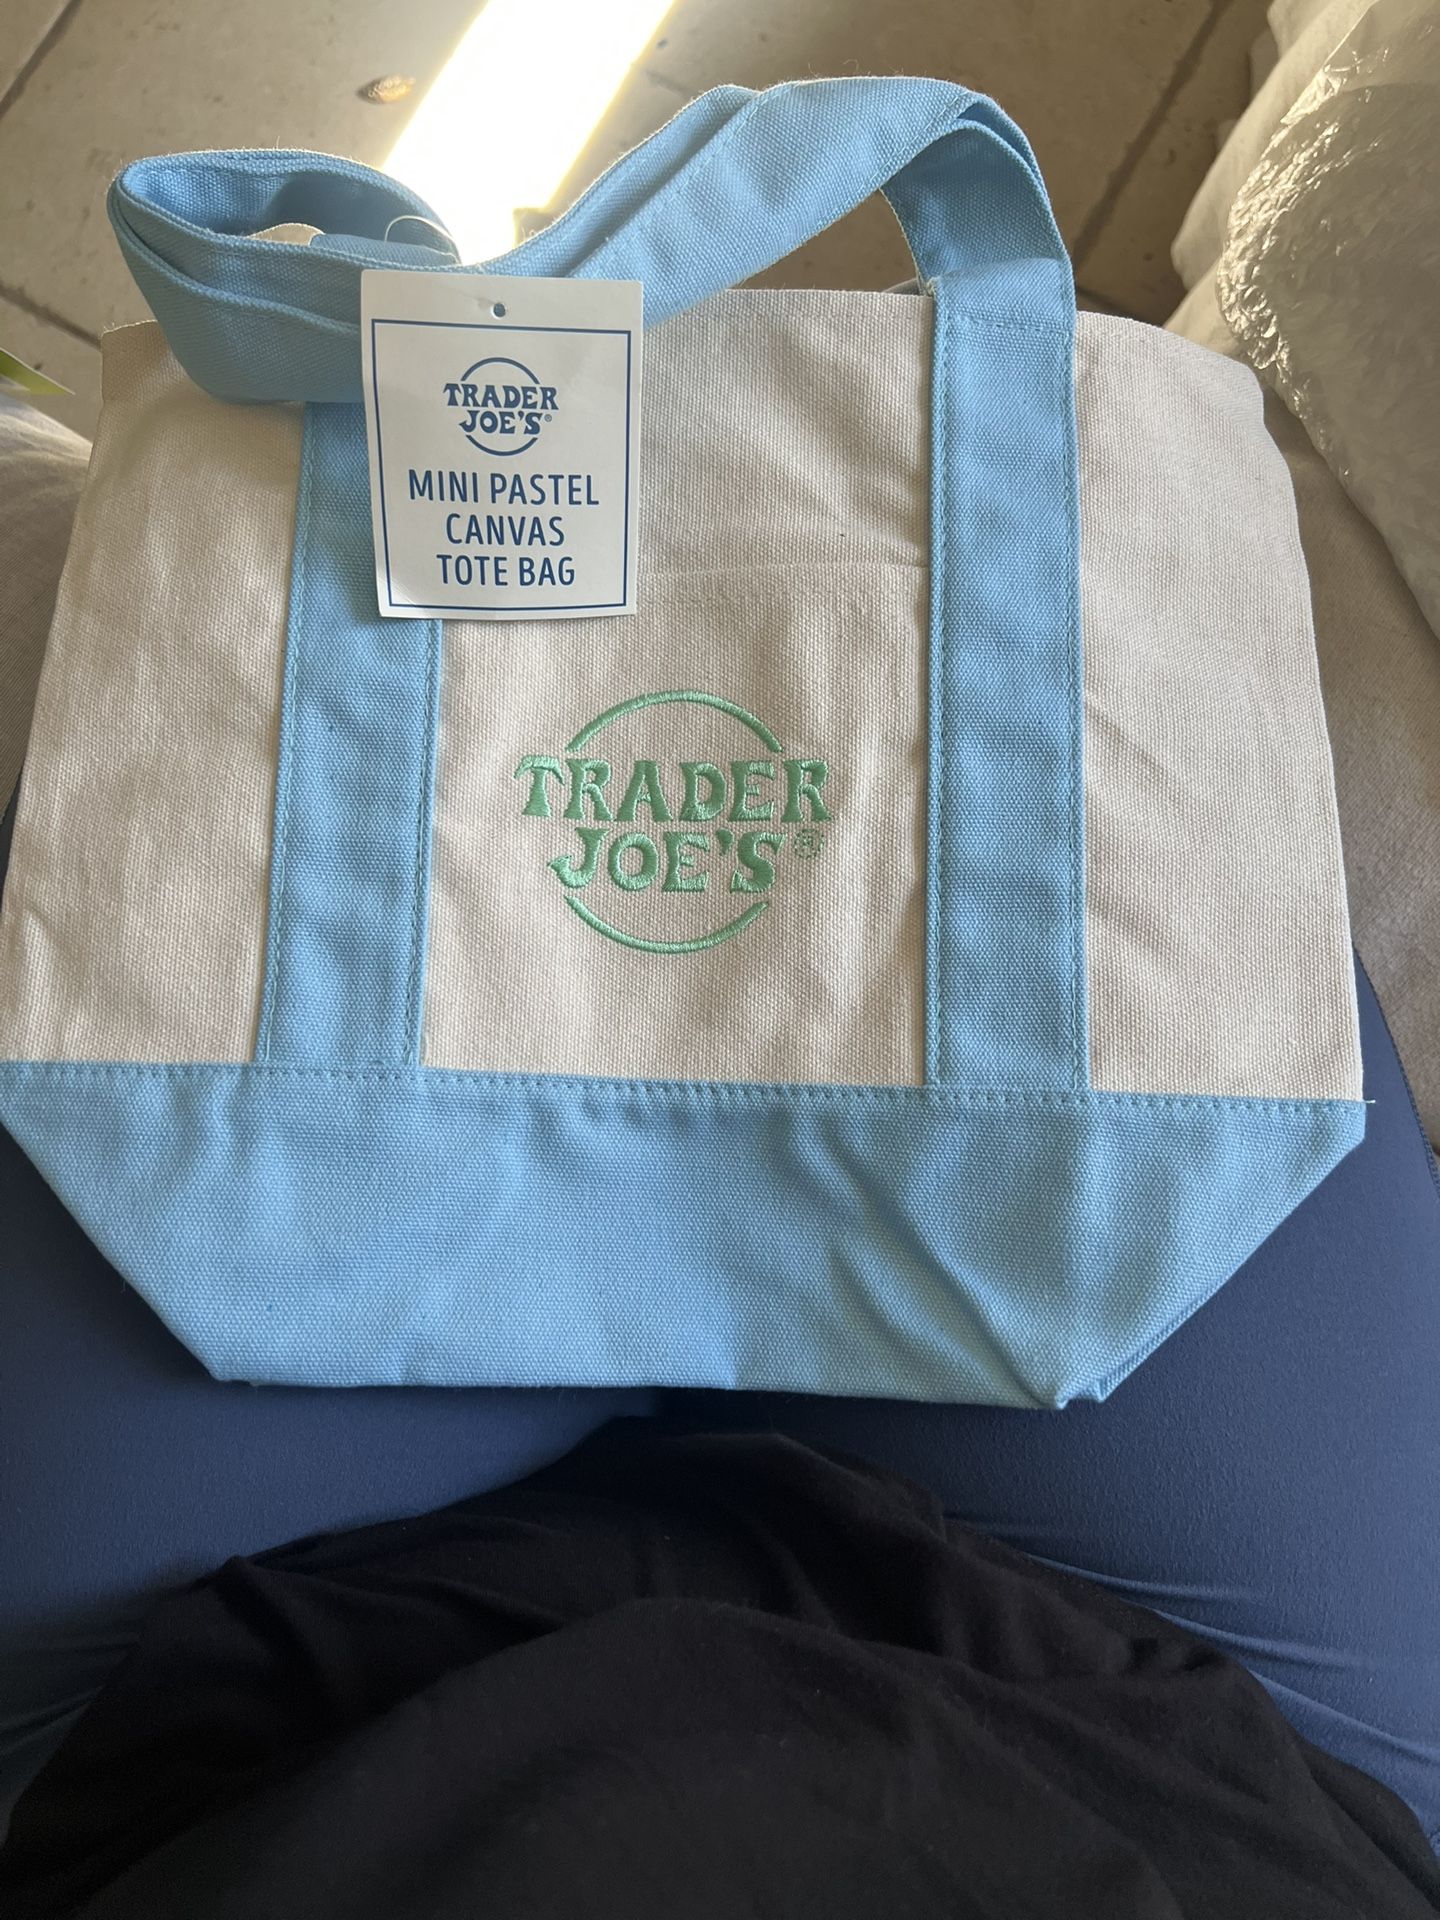 TRADER
JOE'S®
MINI PASTEL
CANVAS
TOTE BAG
TRADER
JOE'S®